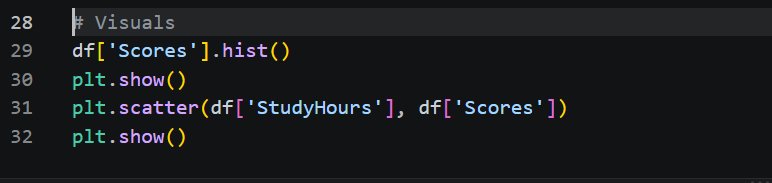 28 # Visuals
29 df['Scores'].hist()
30 plt.show()
31 plt.scatter(df['StudyHours'], df['Scores'])
32 plt.show()